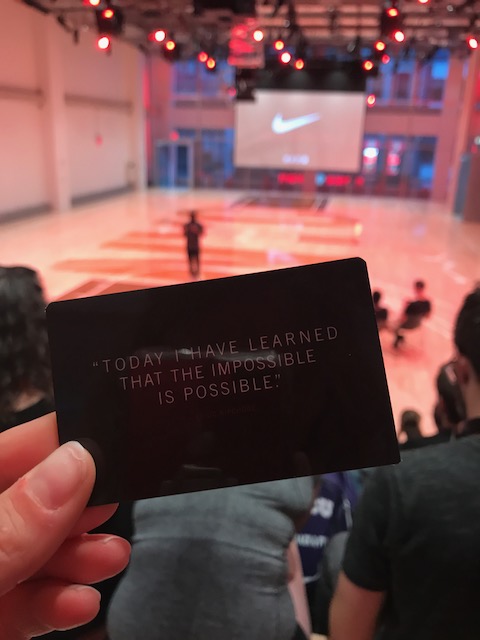 “TODAY I HAVE LEARNED
THAT THE IMPOSSIBLE
IS POSSIBLE.”